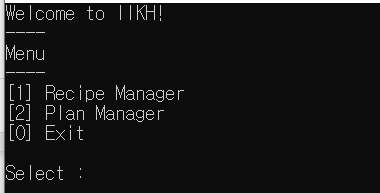 Welcome to IIKH!
----
Menu
----
[1] Recipe Manager
[2] Plan Manager
[0] Exit
Select :